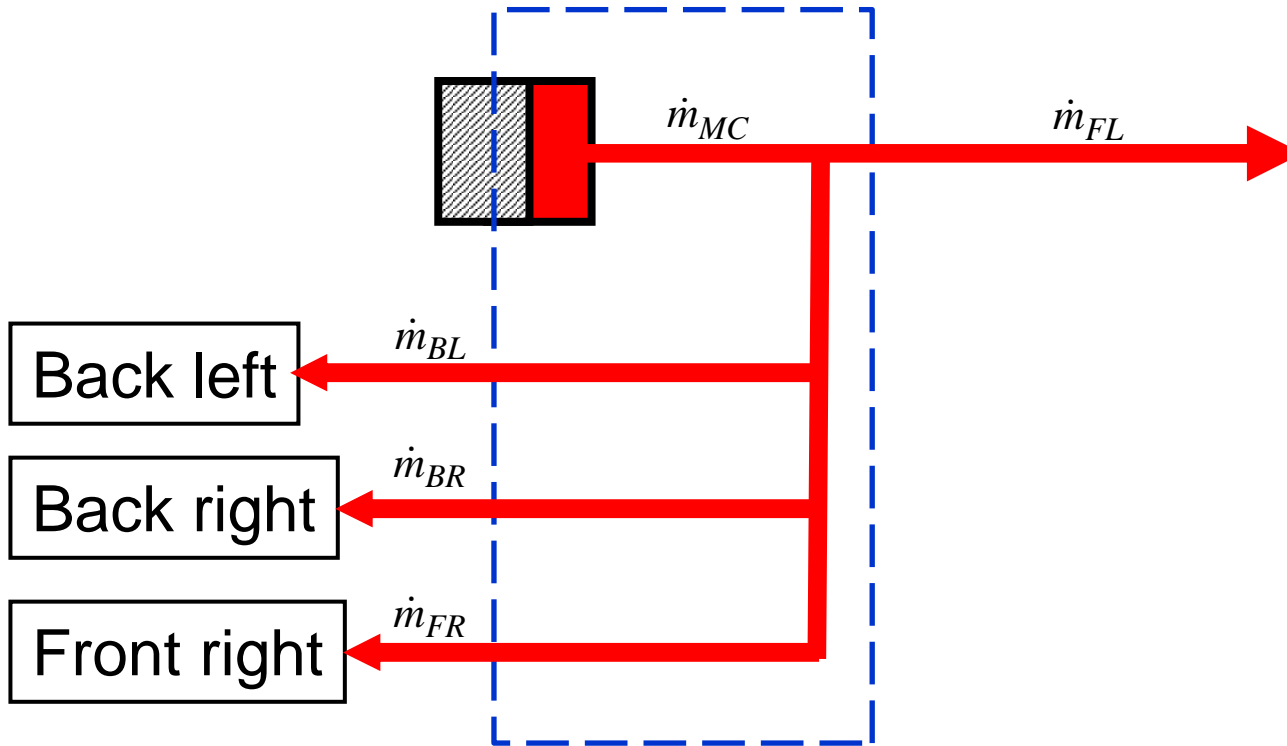 ṁ_MC
ṁ_FL
ṁ_BL
Back left
ṁ_BR
Back right
ṁ_FR
Front right